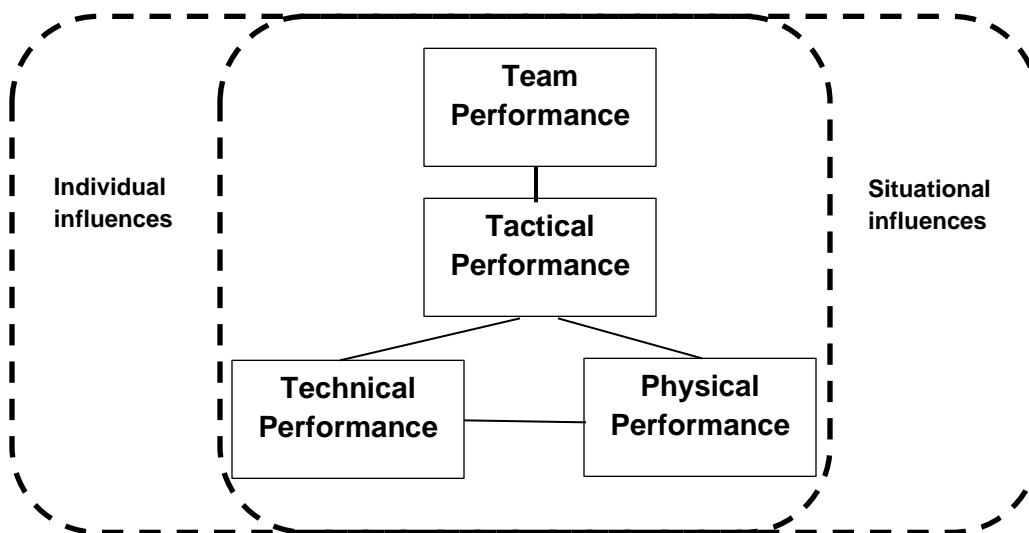 Team
Performance
Individual
influences
Situational
influences
Tactical
Performance
Technical
Performance
Physical
Performance